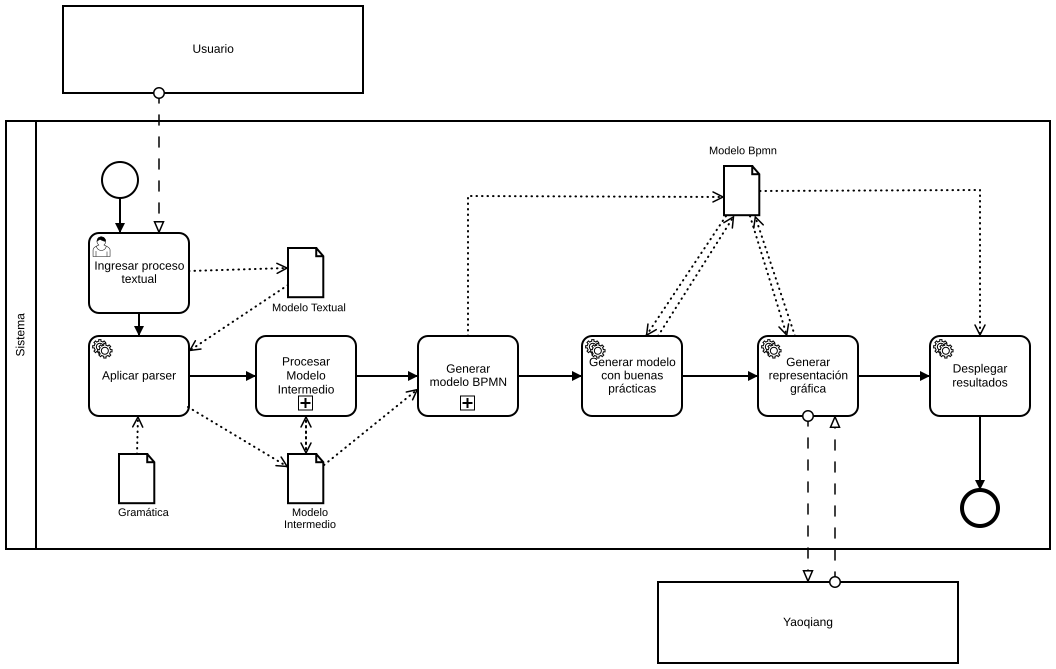 Usuario
Sistema
Modelo Bpmn
Ingresar proceso
textual
Modelo Textual
Aplicar parser
Procesar
Modelo
Intermedio
Generar
modelo BPMN
Generar modelo
con buenas
prácticas
Generar
representación
gráfica
Desplegar
resultados
Gramática
Modelo
Intermedio
Yaoqiang